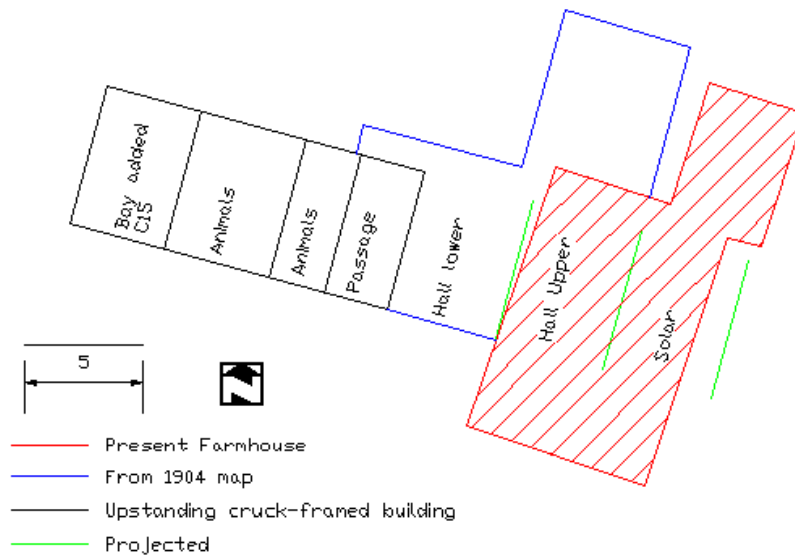 Bay added
C15
Animals
Animals
Passage
Hall lower
Hall Upper
Solar
5
N
Present Farmhouse
From 1904 map
Upstanding cruck-framed building
Projected